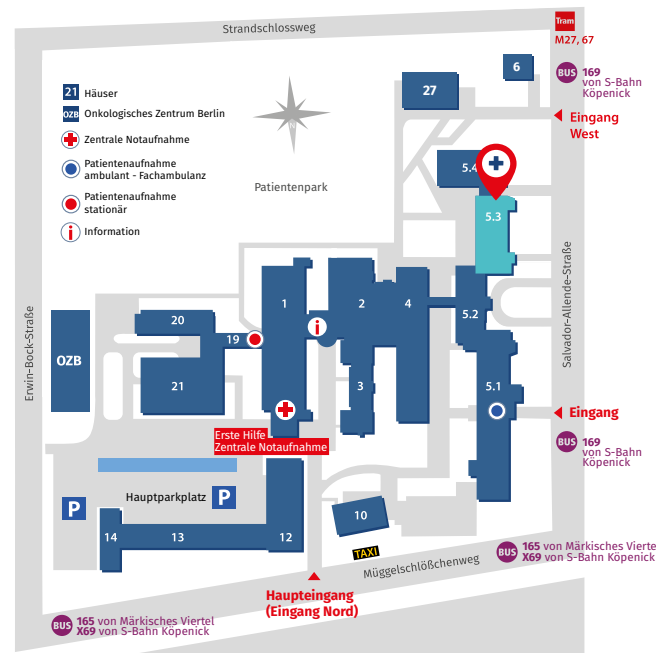 Strandschlossweg
Tram
M27, 67
BUS 169
von S-Bahn
Köpenick
Eingang
West
21 Häuser
OZB Onkologisches Zentrum Berlin
Zentrale Notaufnahme
Patientenaufnahme
ambulant - Fachambulanz
Patientenaufnahme
stationär
i Information
Patientenpark
6
27
5.4
5.3
5.2
5.1
1
2
4
3
i
20
19
21
OZB
Erwin-Bock-Straße
Salvador-Allende-Straße
Eingang
BUS 169
von S-Bahn
Köpenick
Erste Hilfe
Zentrale Notaufnahme
P
Hauptparkplatz P
14
13
12
10
TAXI
Müggelschlößchenweg
BUS 165 von Märkisches Vierte
X69 von S-Bahn Köpenick
Haupteingang
(Eingang Nord)
BUS 165 von Märkisches Viertel
X69 von S-Bahn Köpenick